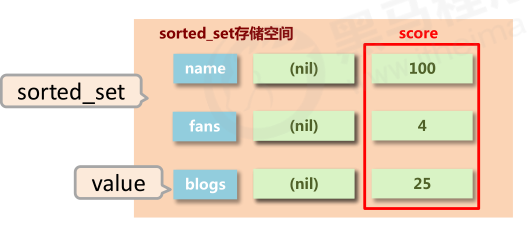 sorted_set存储空间 score
name (nil) 100
sorted_set
fans (nil) 4
value
blogs (nil) 25